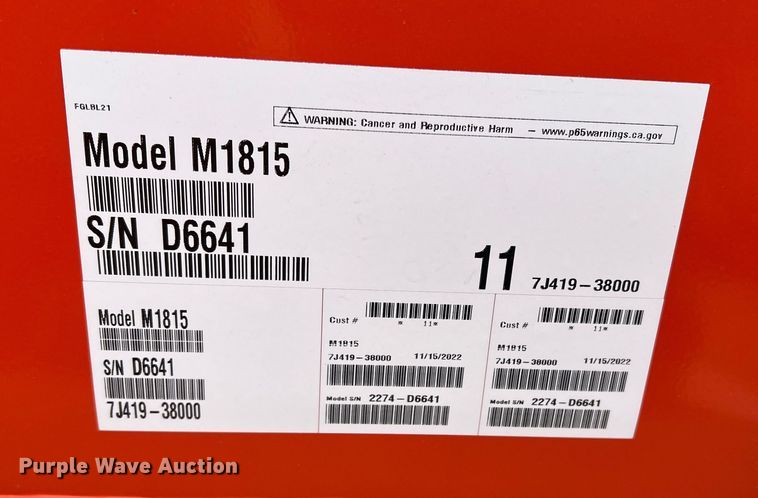 FGLBL21
⚠ WARNING: Cancer and Reproductive Harm — www.p65warnings.ca.gov
Model M1815
S/N D6641
11 7J419-38000
Model M1815
S/N D6641
7J419-38000
Cust #
* 11*
M1815
7J419-38000 11/15/2022
Model S/N 2274-D6641
Cust #
* 11*
M1815
7J419-38000 11/15/2022
Model S/N 2274-D6641
Purple Wave Auction